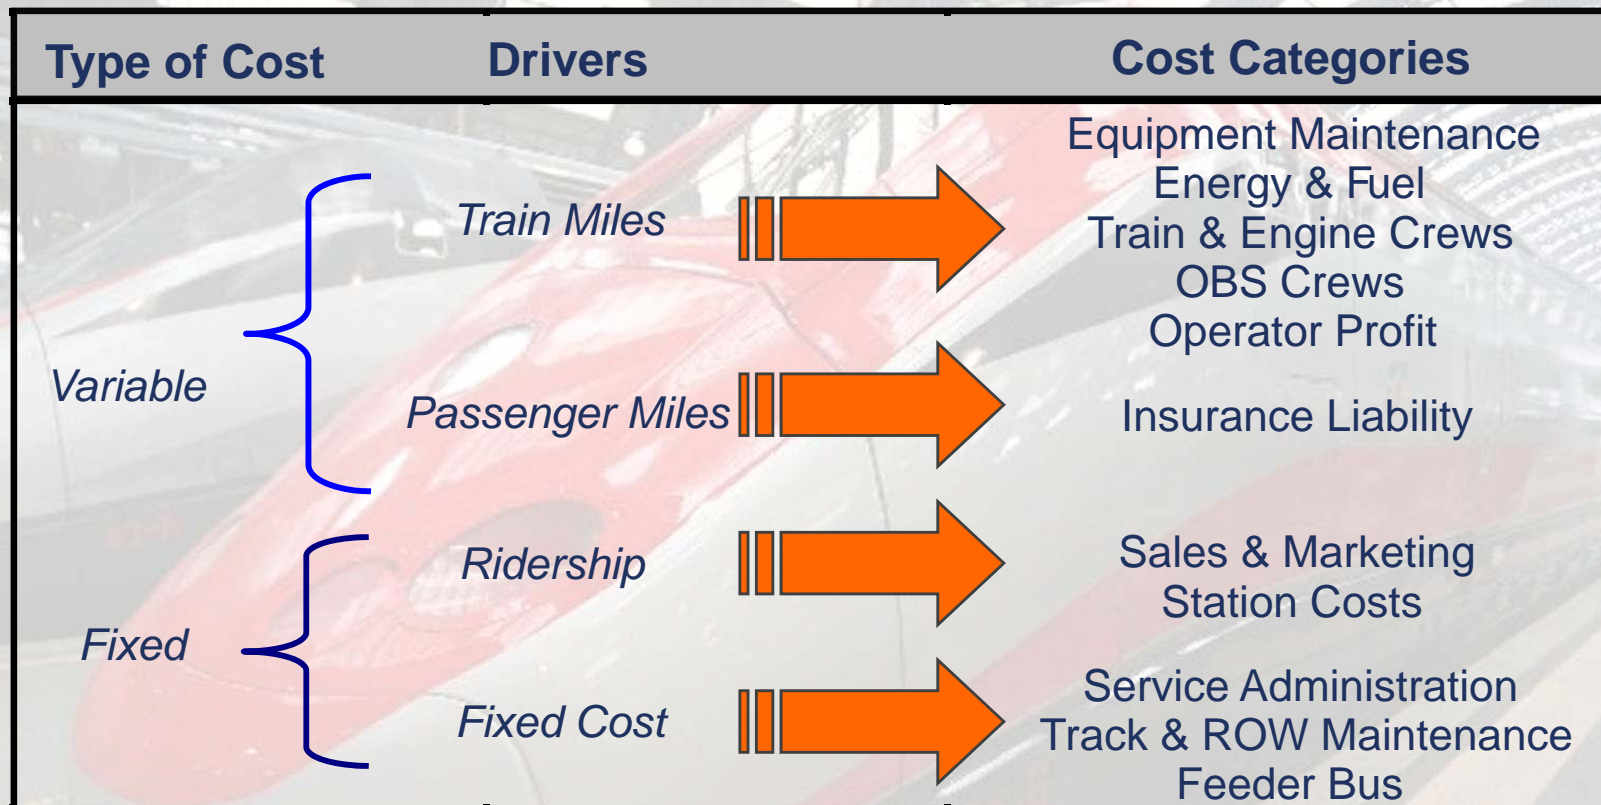 Type of Cost
Drivers
Cost Categories
Variable
Train Miles
Equipment Maintenance
Energy & Fuel
Train & Engine Crews
OBS Crews
Operator Profit
Passenger Miles
Insurance Liability
Fixed
Ridership
Sales & Marketing
Station Costs
Fixed Cost
Service Administration
Track & ROW Maintenance
Feeder Bus